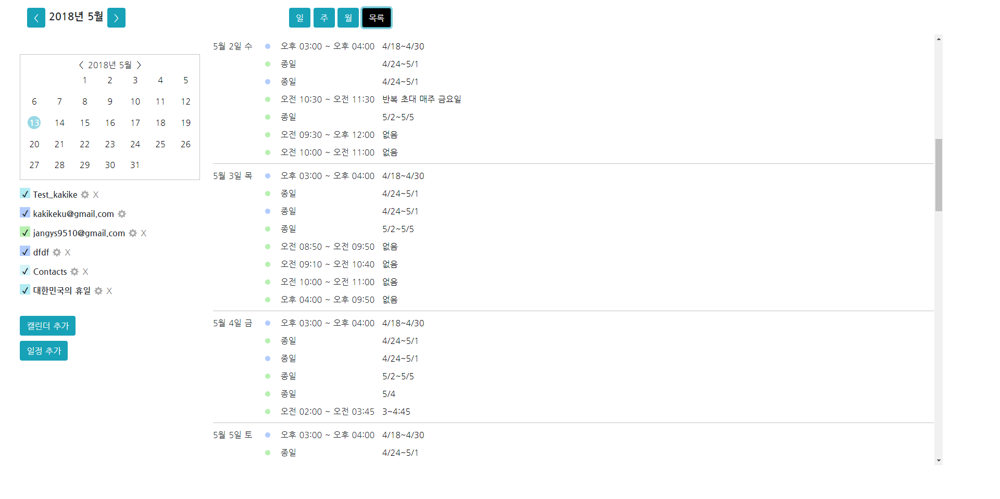 < 2018년 5월 >
일 주 월 목록
< 2018년 5월 >
1 2 3 4 5
6 7 8 9 10 11 12
13 14 15 16 17 18 19
20 21 22 23 24 25 26
27 28 29 30 31
✓ Test_kakike X
✓ kakikeku@gmail.com
✓ jangys9510@gmail.com X
✓ dfdf X
✓ Contacts X
✓ 대한민국의 휴일 X
캘린더 추가
일정 추가
5월 2일 수 오후 03:00 ~ 오후 04:00 4/18~4/30
종일 4/24~5/1
종일 4/24~5/1
오전 10:30 ~ 오전 11:30 반복 초대 매주 금요일
종일 5/2~5/5
오전 09:30 ~ 오후 12:00 없음
오전 10:00 ~ 오전 11:00 없음
5월 3일 목 오후 03:00 ~ 오후 04:00 4/18~4/30
종일 4/24~5/1
종일 4/24~5/1
종일 5/2~5/5
오전 08:50 ~ 오전 09:50 없음
오전 09:10 ~ 오전 10:40 없음
오전 10:00 ~ 오전 11:00 없음
오후 04:00 ~ 오후 09:50 없음
5월 4일 금 오후 03:00 ~ 오후 04:00 4/18~4/30
종일 4/24~5/1
종일 4/24~5/1
종일 5/2~5/5
종일 5/4
오전 02:00 ~ 오전 03:45 3~4:45
5월 5일 토 오후 03:00 ~ 오후 04:00 4/18~4/30
종일 4/24~5/1